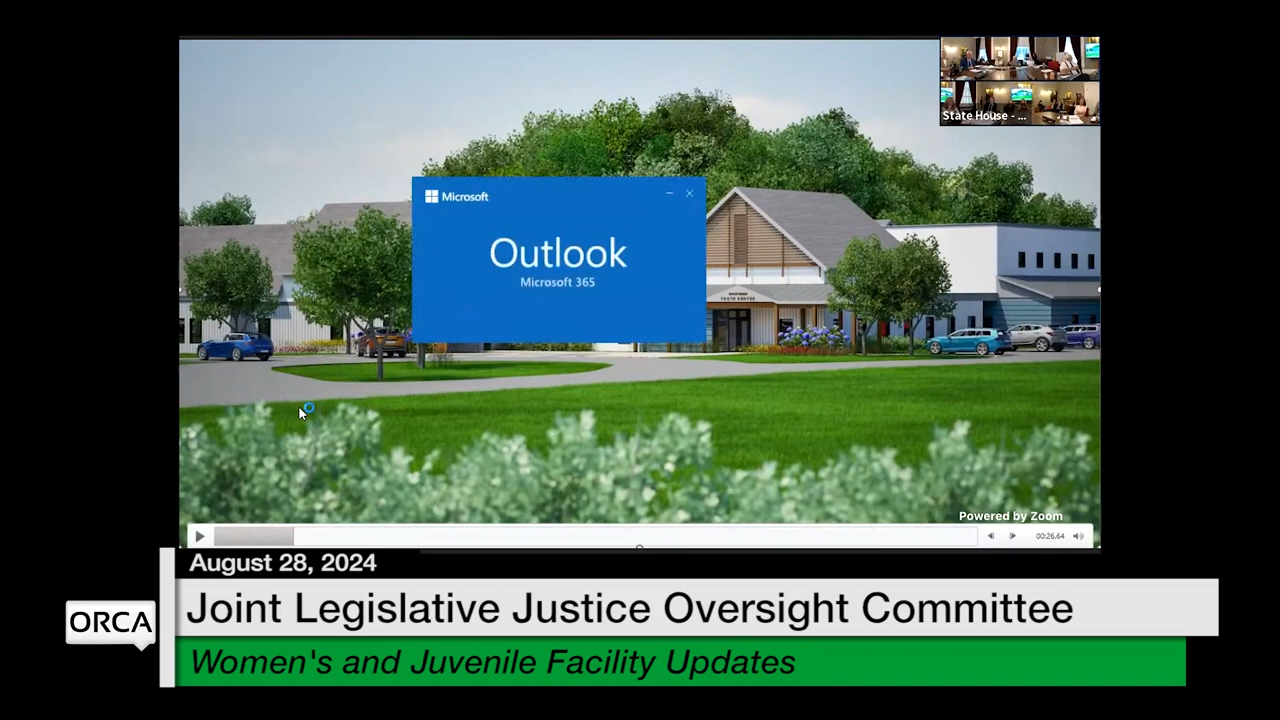 State House - ...
Microsoft
Outlook
Microsoft 365
Powered by Zoom
00:26.64
August 28, 2024
ORCA
Joint Legislative Justice Oversight Committee
Women's and Juvenile Facility Updates